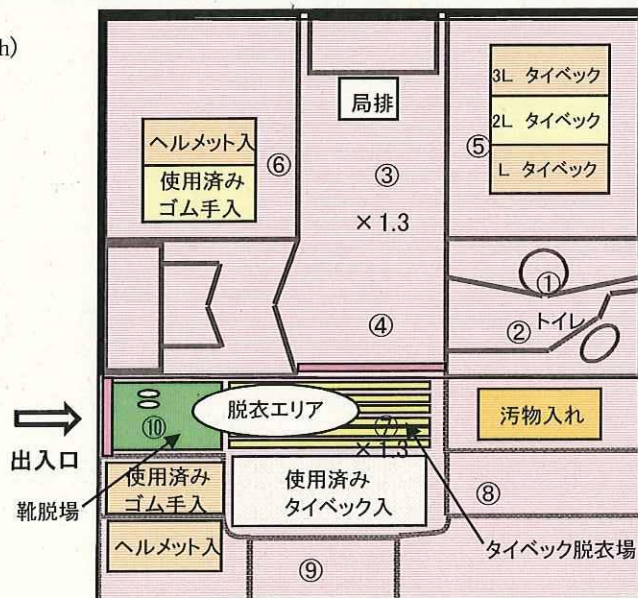 h)
3L タイベック
局排
2L タイベック
ヘルメット入
⑤
⑥
L タイベック
使用済み
ゴム手入
③
×1.3
①
④
② トイレ
脱衣エリア
汚物入れ
⑩
⑦
×1.3
出入口
使用済み
ゴム手入
使用済み
タイベック入
⑧
靴脱場
ヘルメット入
タイベック脱衣場
⑨